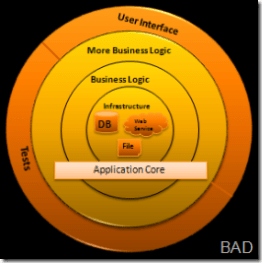 User Interface
More Business Logic
Business Logic
Infrastructure
DB
Web
Service
File
Tests
Application Core
BAD